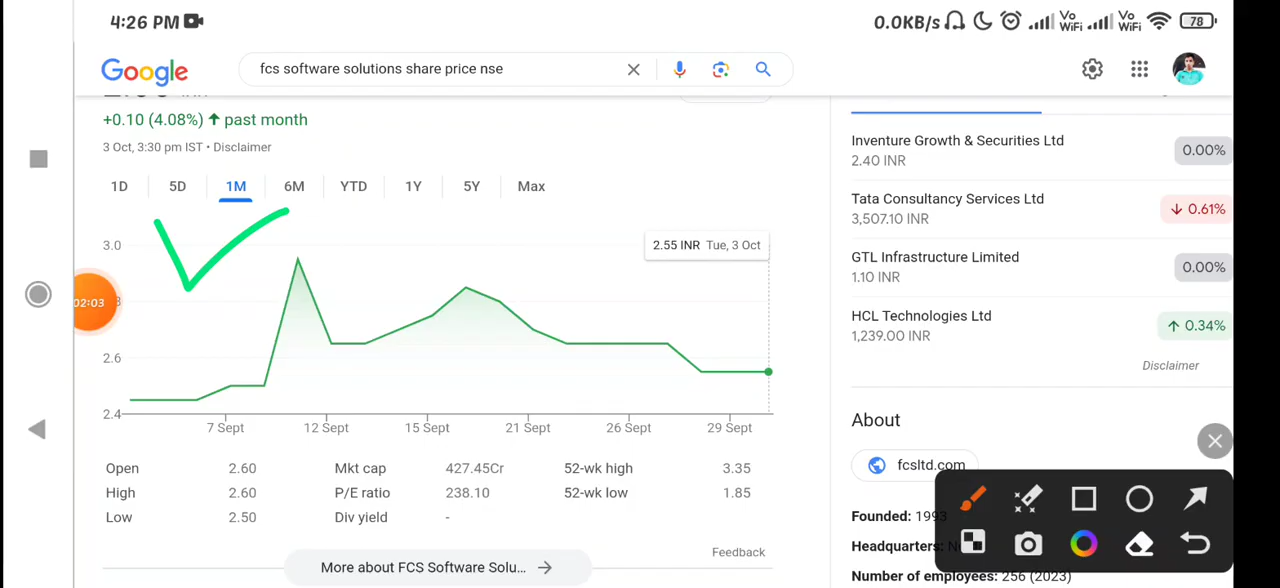 4:26 PM
0.0KB/s Vo WiFi Vo WiFi 78
Google
fcs software solutions share price nse
+0.10 (4.08%) ↑ past month
3 Oct, 3:30 pm IST • Disclaimer
1D 5D 1M 6M YTD 1Y 5Y Max
3.0
2.55 INR Tue, 3 Oct
02:03
2.6
2.4
7 Sept 12 Sept 15 Sept 21 Sept 26 Sept 29 Sept
Open 2.60 Mkt cap 427.45Cr 52-wk high 3.35
High 2.60 P/E ratio 238.10 52-wk low 1.85
Low 2.50 Div yield -
Feedback
More about FCS Software Solu... →
Inventure Growth & Securities Ltd
2.40 INR
0.00%
Tata Consultancy Services Ltd
3,507.10 INR
↓ 0.61%
GTL Infrastructure Limited
1.10 INR
0.00%
HCL Technologies Ltd
1,239.00 INR
↑ 0.34%
Disclaimer
About
fcsltd.com
Founded: 1993
Headquarters:
Number of employees: 256 (2023)